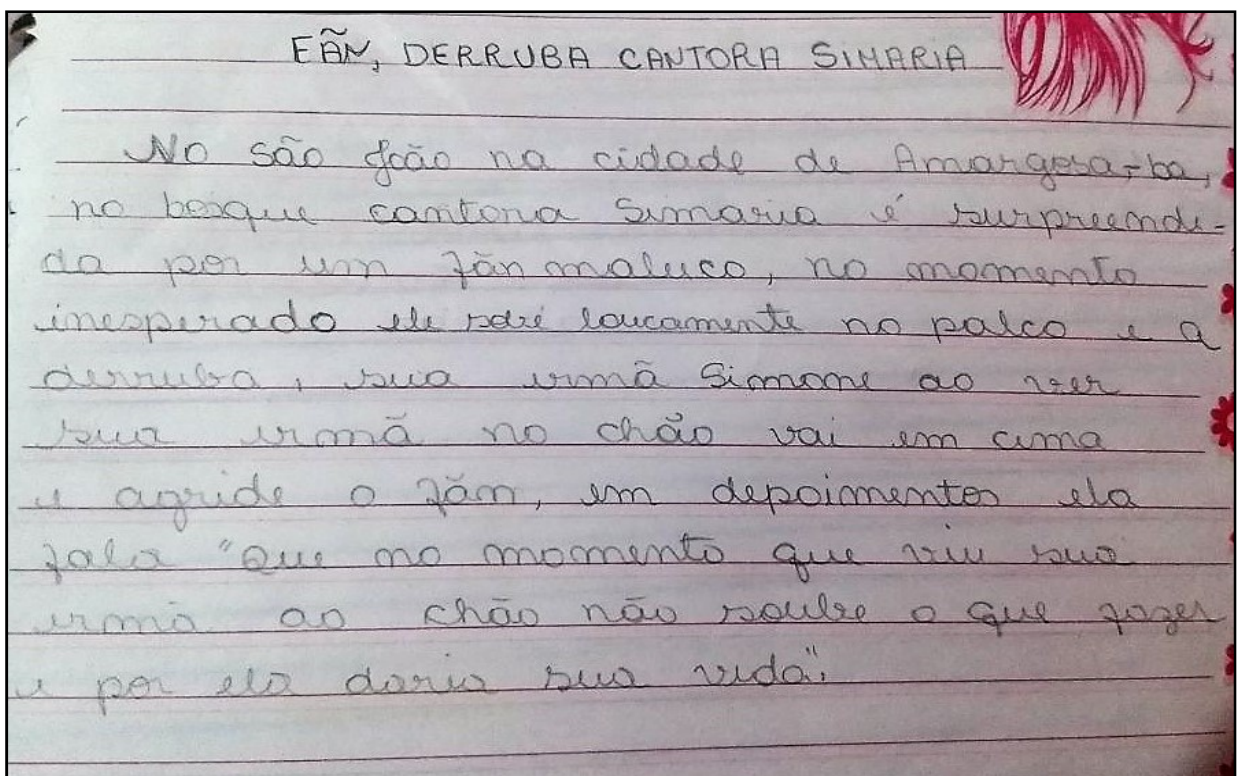 FÃN, DERRUBA CANTORA SIMARIA
No são João na cidade de Amargosa-ba,
no bosque cantora Simaria é surpreendi-
da por um fãn maluco, no momento
inesperado ele sobi loucamente no palco e a
derruba, sua irmã Simone ao ver
sua irmã no chão vai em cima
e agride o fãn, em depoimentos ela
fala "Que no momento que viu sua
irmã ao chão não soube o que fazer
e por ela daria sua vida".